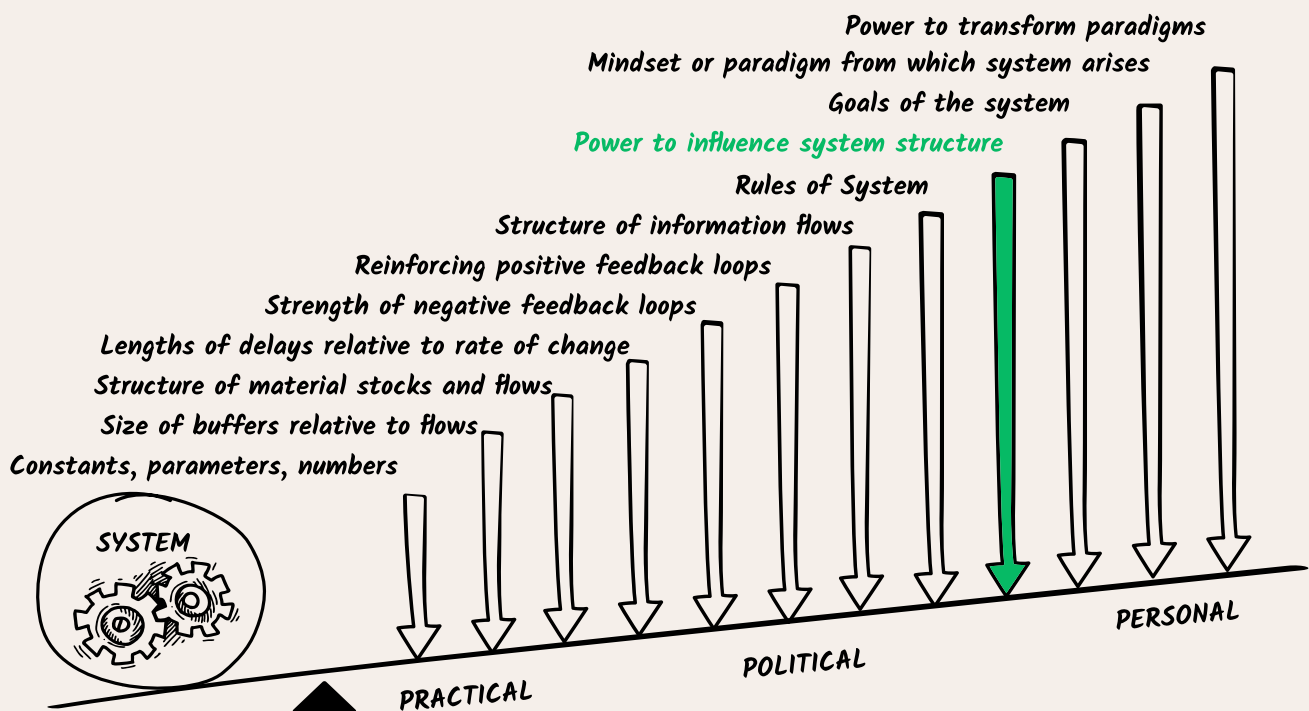 Power to transform paradigms
Mindset or paradigm from which system arises
Goals of the system
Power to influence system structure
Rules of System
Structure of information flows
Reinforcing positive feedback loops
Strength of negative feedback loops
Lengths of delays relative to rate of change
Structure of material stocks and flows
Size of buffers relative to flows
Constants, parameters, numbers
SYSTEM
PERSONAL
POLITICAL
PRACTICAL